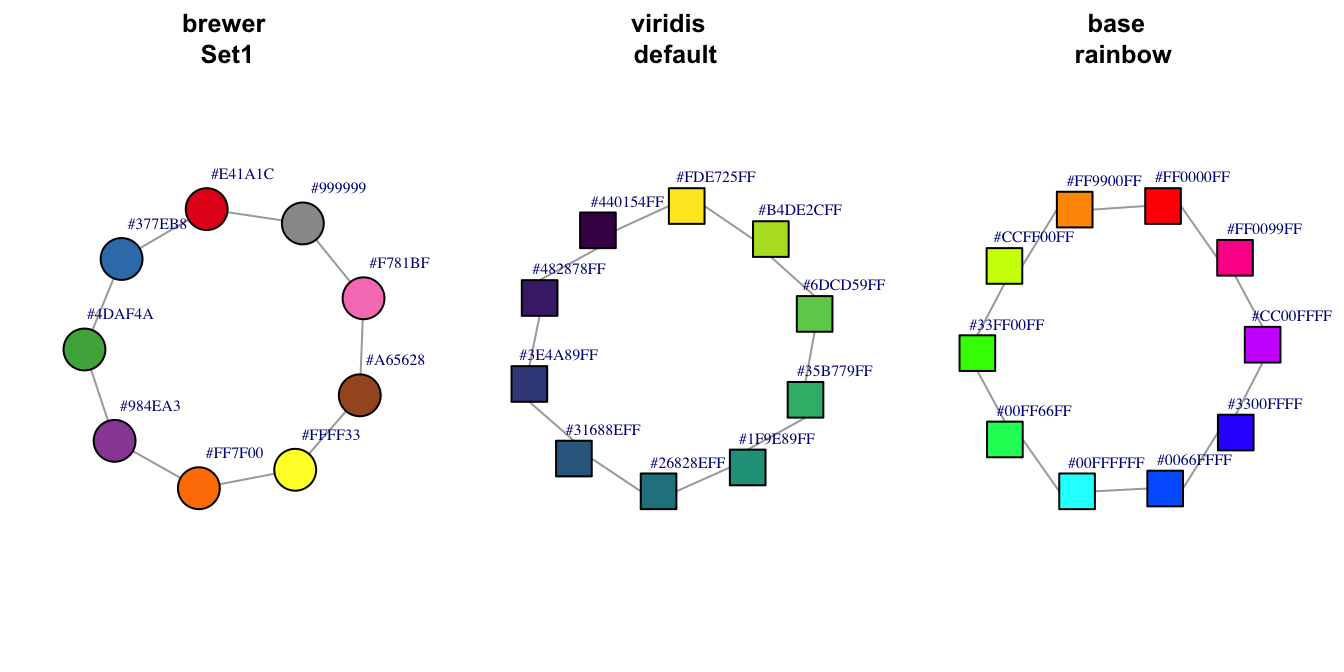 brewer
Set1
#E41A1C
#999999
#377EB8
#F781BF
#4DAF4A
#A65628
#984EA3
#FFFF33
#FF7F00
viridis
default
#FDE725FF
#440154FF
#B4DE2CFF
#482878FF
#6DCD59FF
#3E4A89FF
#35B779FF
#31688EFF
#1F9E89FF
#26828EFF
base
rainbow
#FF9900FF
#FF0000FF
#CCFF00FF
#FF0099FF
#33FF00FF
#CC00FFFF
#00FF66FF
#3300FFFF
#00FFFFFF
#0066FFFF